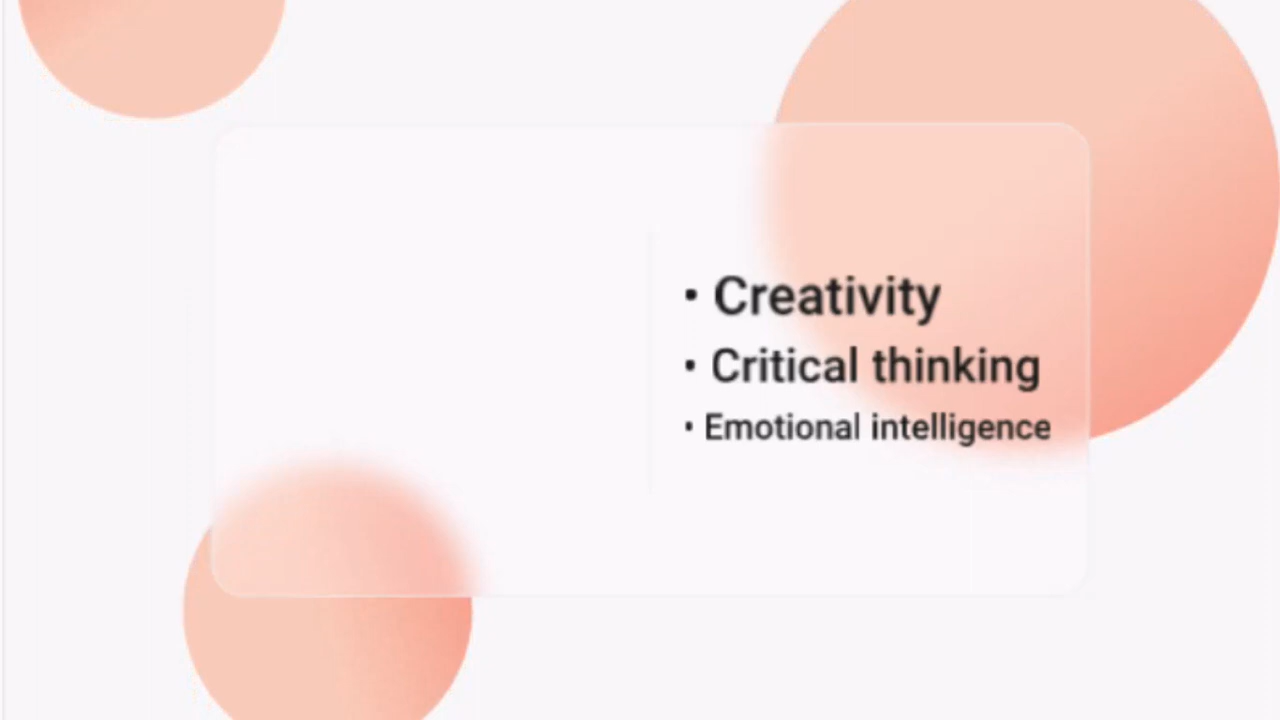 • Creativity
• Critical thinking
• Emotional intelligence